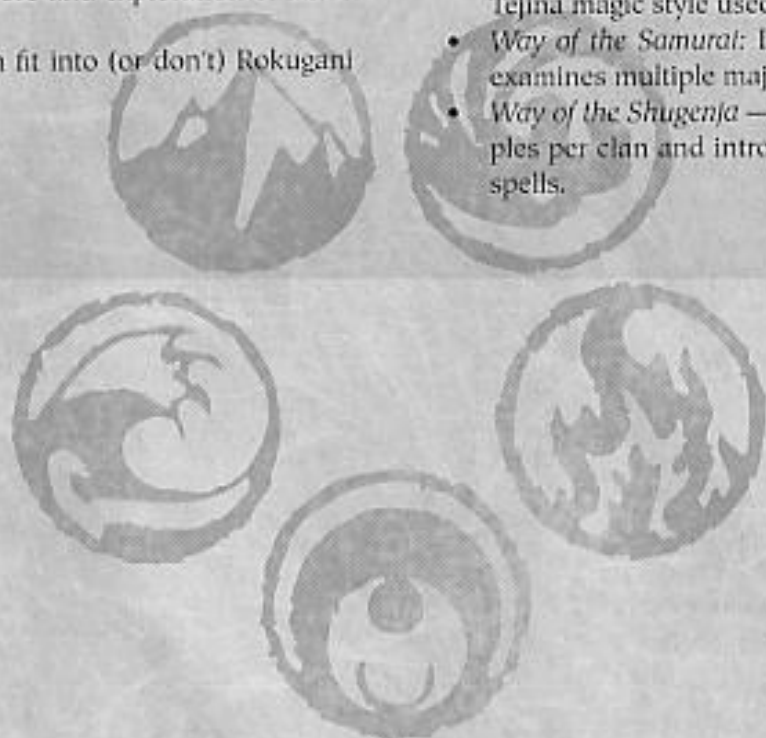 n fit into (or don't) Rokugani
Tejina magic style used
• Way of the Samurai:
examines multiple maj
• Way of the Shugenja —
ples per clan and intro
spells.